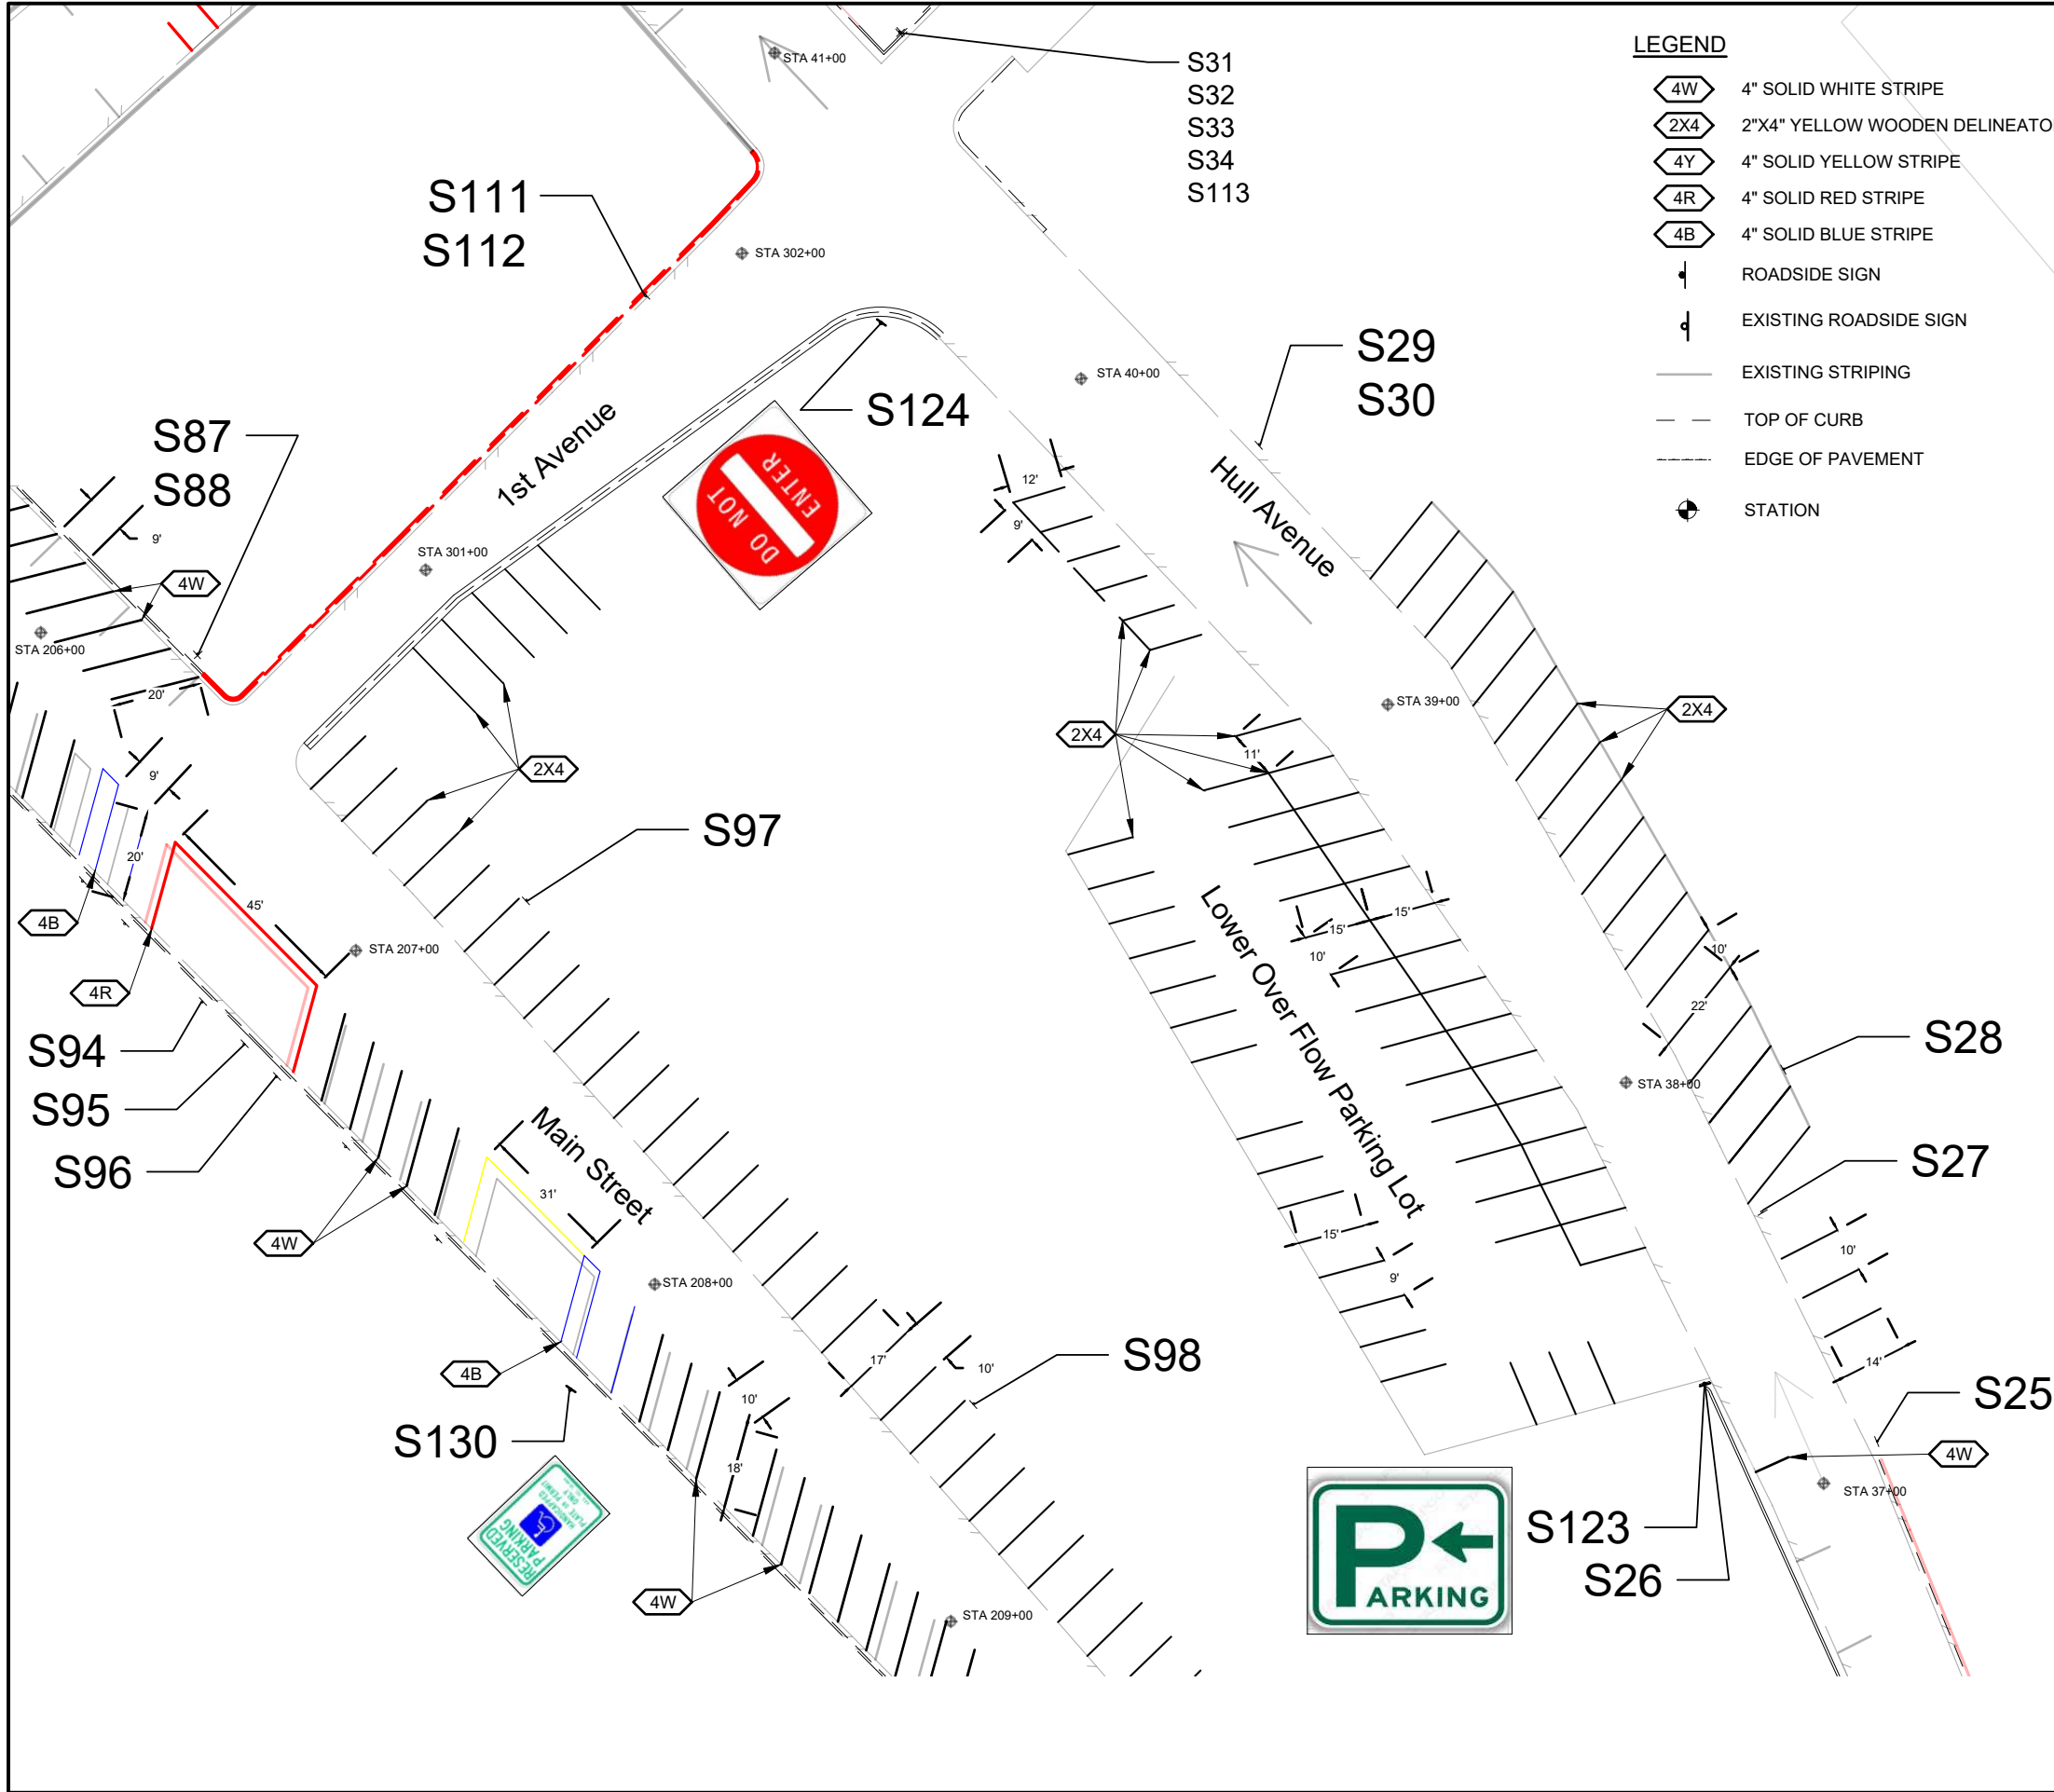 LEGEND
4W 4" SOLID WHITE STRIPE
2X4 2"X4" YELLOW WOODEN DELINEATO
4Y 4" SOLID YELLOW STRIPE
4R 4" SOLID RED STRIPE
4B 4" SOLID BLUE STRIPE
ROADSIDE SIGN
EXISTING ROADSIDE SIGN
EXISTING STRIPING
TOP OF CURB
EDGE OF PAVEMENT
STATION
STA 41+00
S31
S32
S33
S34
S113
S111
S112
STA 302+00
S29
S30
STA 40+00
S124
DO NOT
ENTER
1st Avenue
Hull Avenue
S87
S88
9'
4W
STA 301+00
STA 206+00
20'
12'
9'
9'
20'
2X4
2X4
2X4
11'
STA 39+00
S97
45'
4B
4R
STA 207+00
S94
S95
S96
15'
15'
10'
10'
22'
Lower Over Flow Parking Lot
S28
STA 38+00
S27
Main Street
31'
4W
STA 208+00
4B
15'
9'
10'
14'
17'
10'
S98
S25
S130
10'
18'
4W
4W
STA 37+00
RESERVED
PARKING
HANDICAPPED
PLATE OR PERMIT
ONLY
P
ARKING
S123
S26
STA 209+00